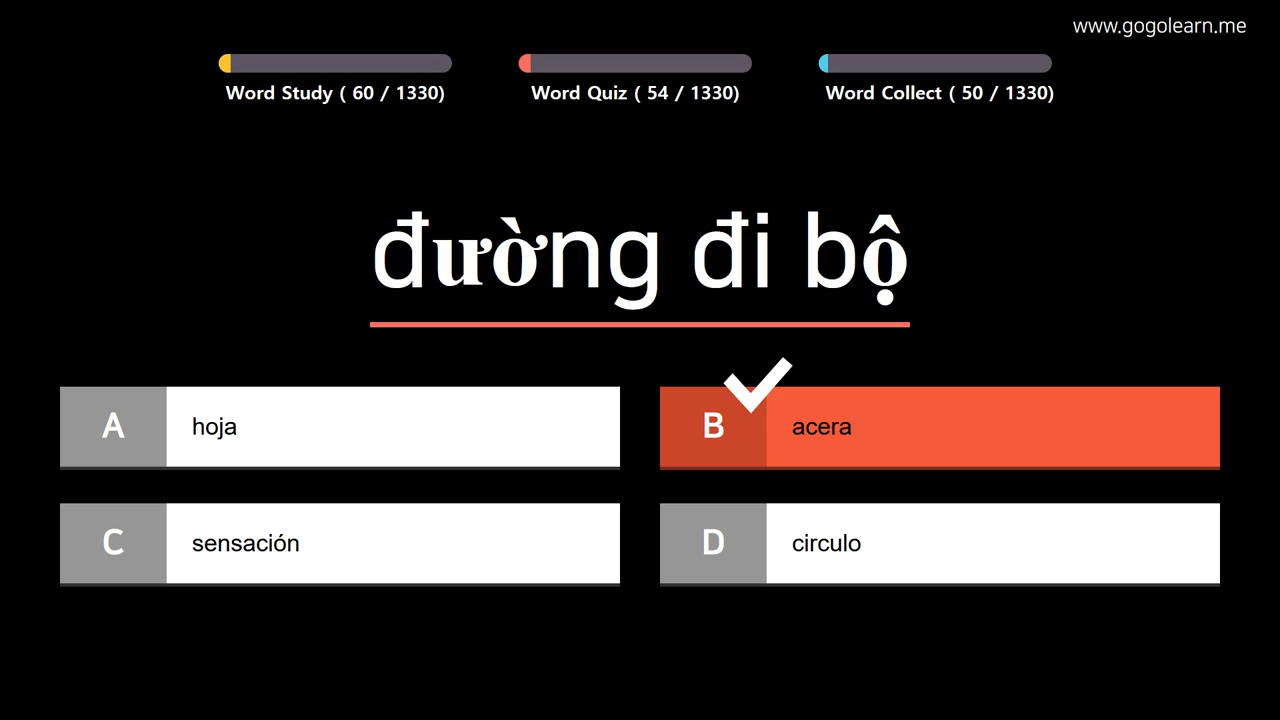 www.gogolearn.me
Word Study ( 60 / 1330)
Word Quiz ( 54 / 1330)
Word Collect ( 50 / 1330)
đường đi bộ
A hoja
B acera
C sensación
D circulo